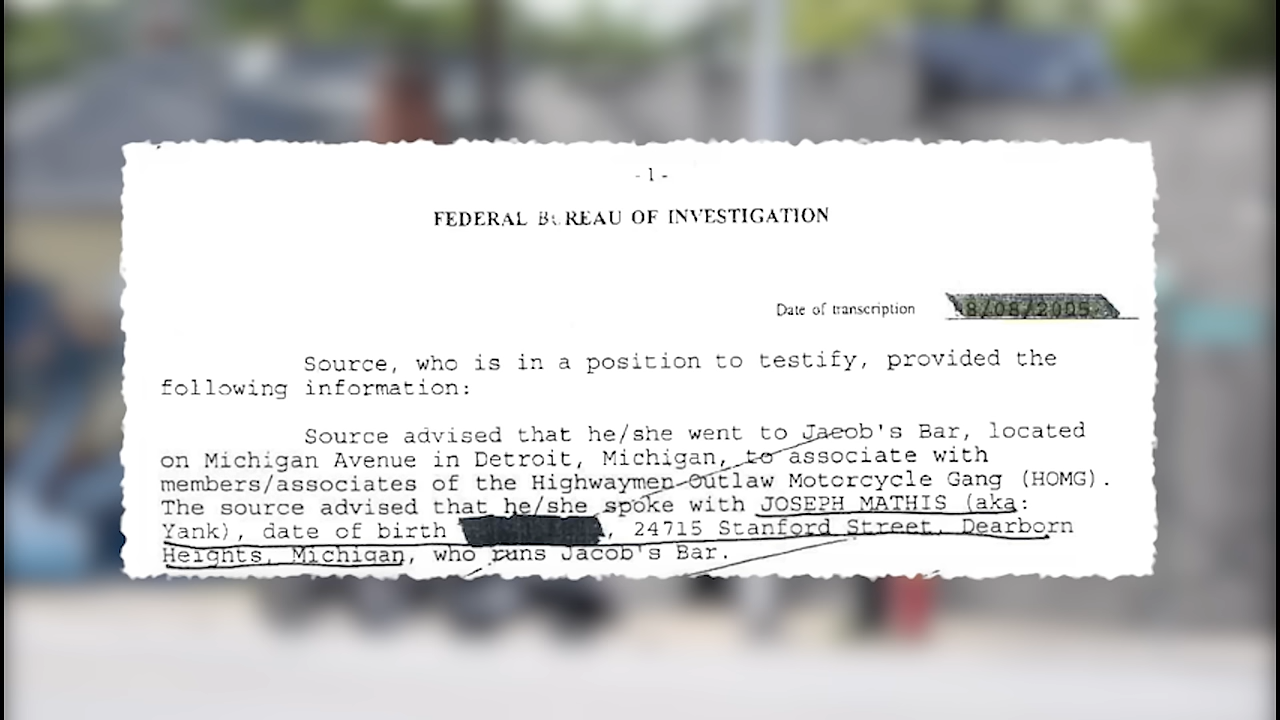 - 1 -
FEDERAL BUREAU OF INVESTIGATION
Date of transcription 8/08/2005
Source, who is in a position to testify, provided the
following information:
Source advised that he/she went to Jacob's Bar, located
on Michigan Avenue in Detroit, Michigan, to associate with
members/associates of the Highwaymen Outlaw Motorcycle Gang (HOMG).
The source advised that he/she spoke with JOSEPH MATHIS (aka:
Yank), date of birth , 24715 Stanford Street, Dearborn
Heights, Michigan, who runs Jacob's Bar.